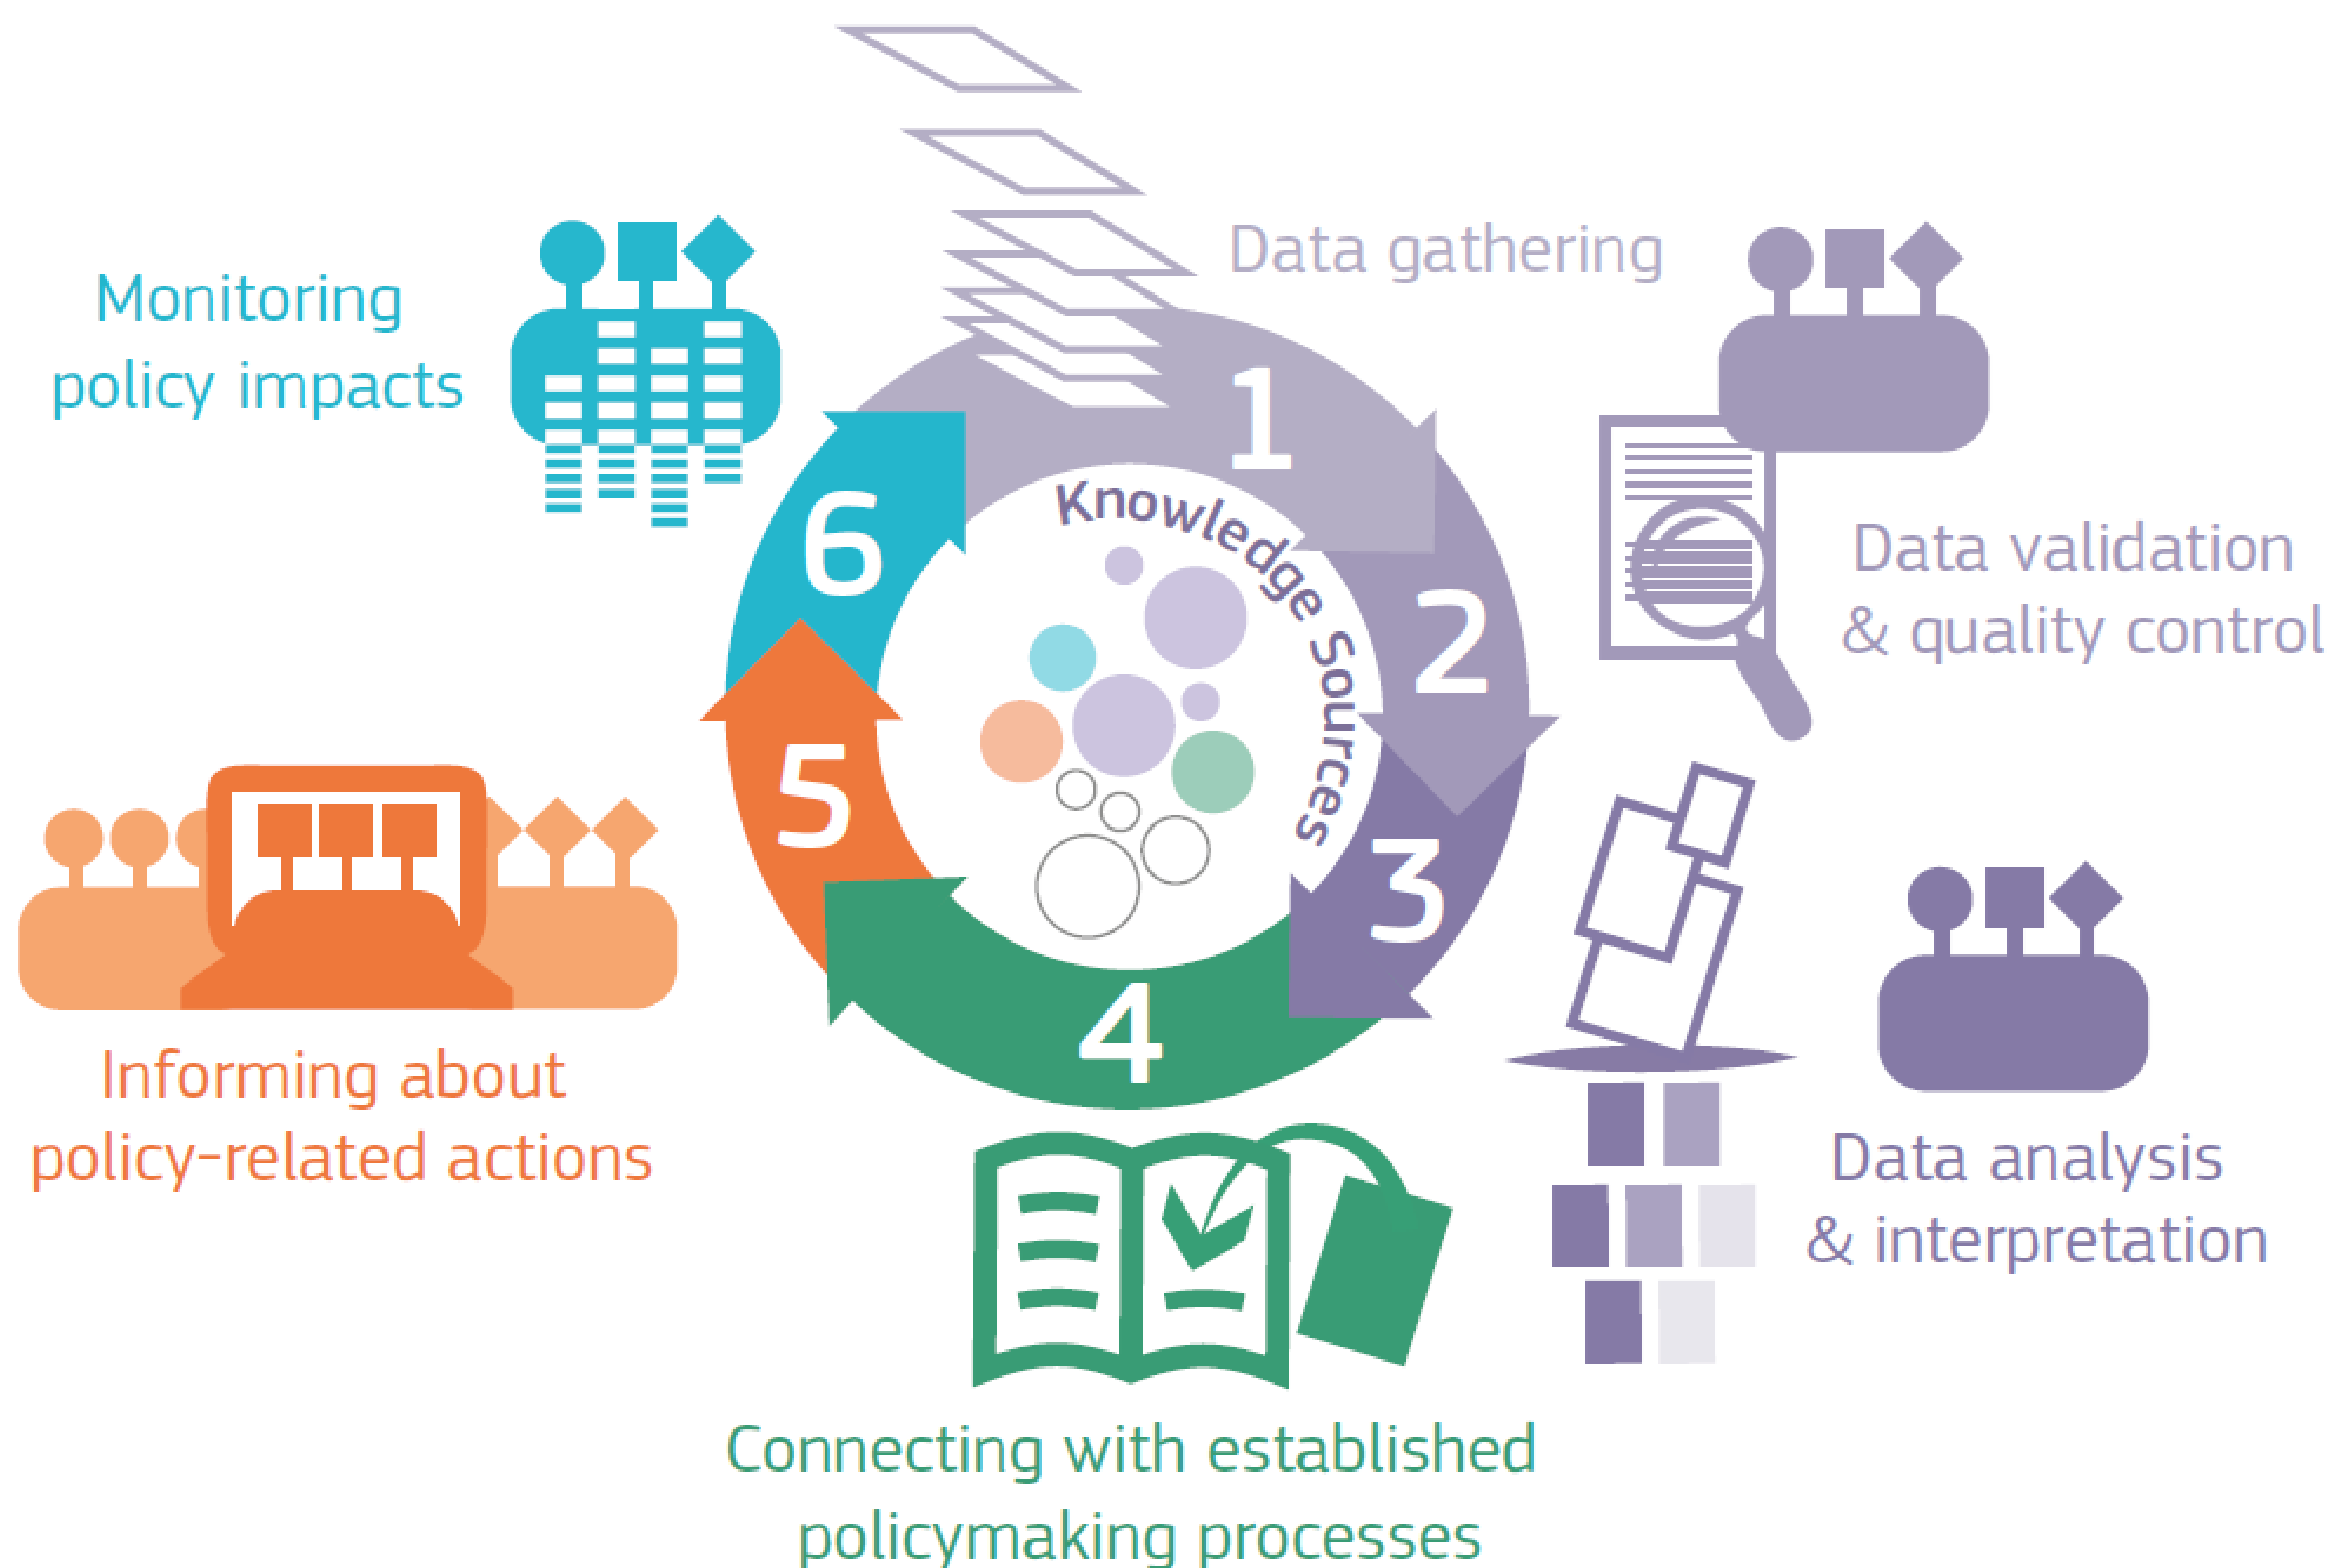 Data gathering
1
Data validation
& quality control
2
Data analysis
& interpretation
3
Connecting with established
policymaking processes
4
Informing about
policy-related actions
5
Monitoring
policy impacts
6
Knowledge Sources